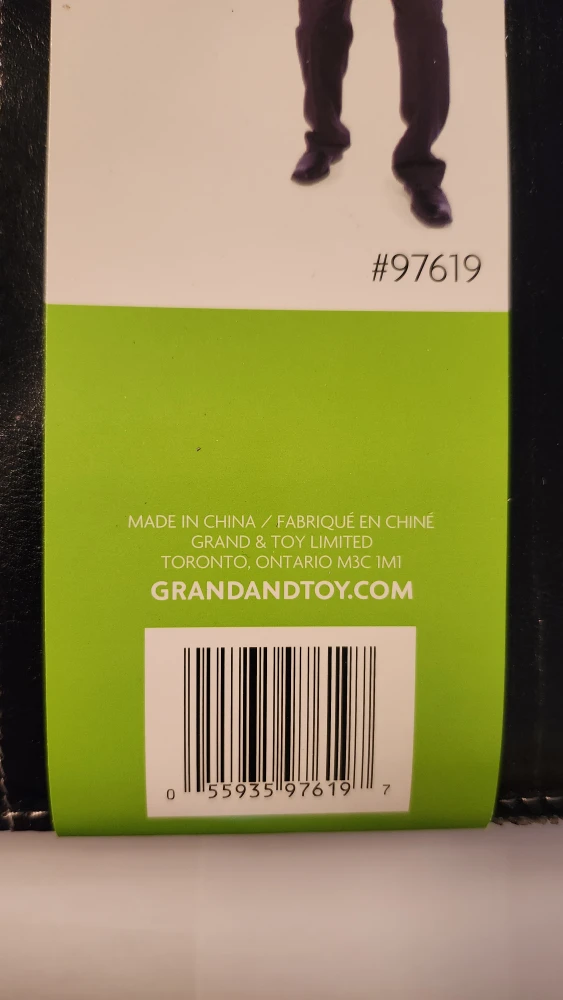 #97619
MADE IN CHINA / FABRIQUÉ EN CHINÉ
GRAND & TOY LIMITED
TORONTO, ONTARIO M3C 1M1
GRANDANDTOY.COM
0 55935 97619 7